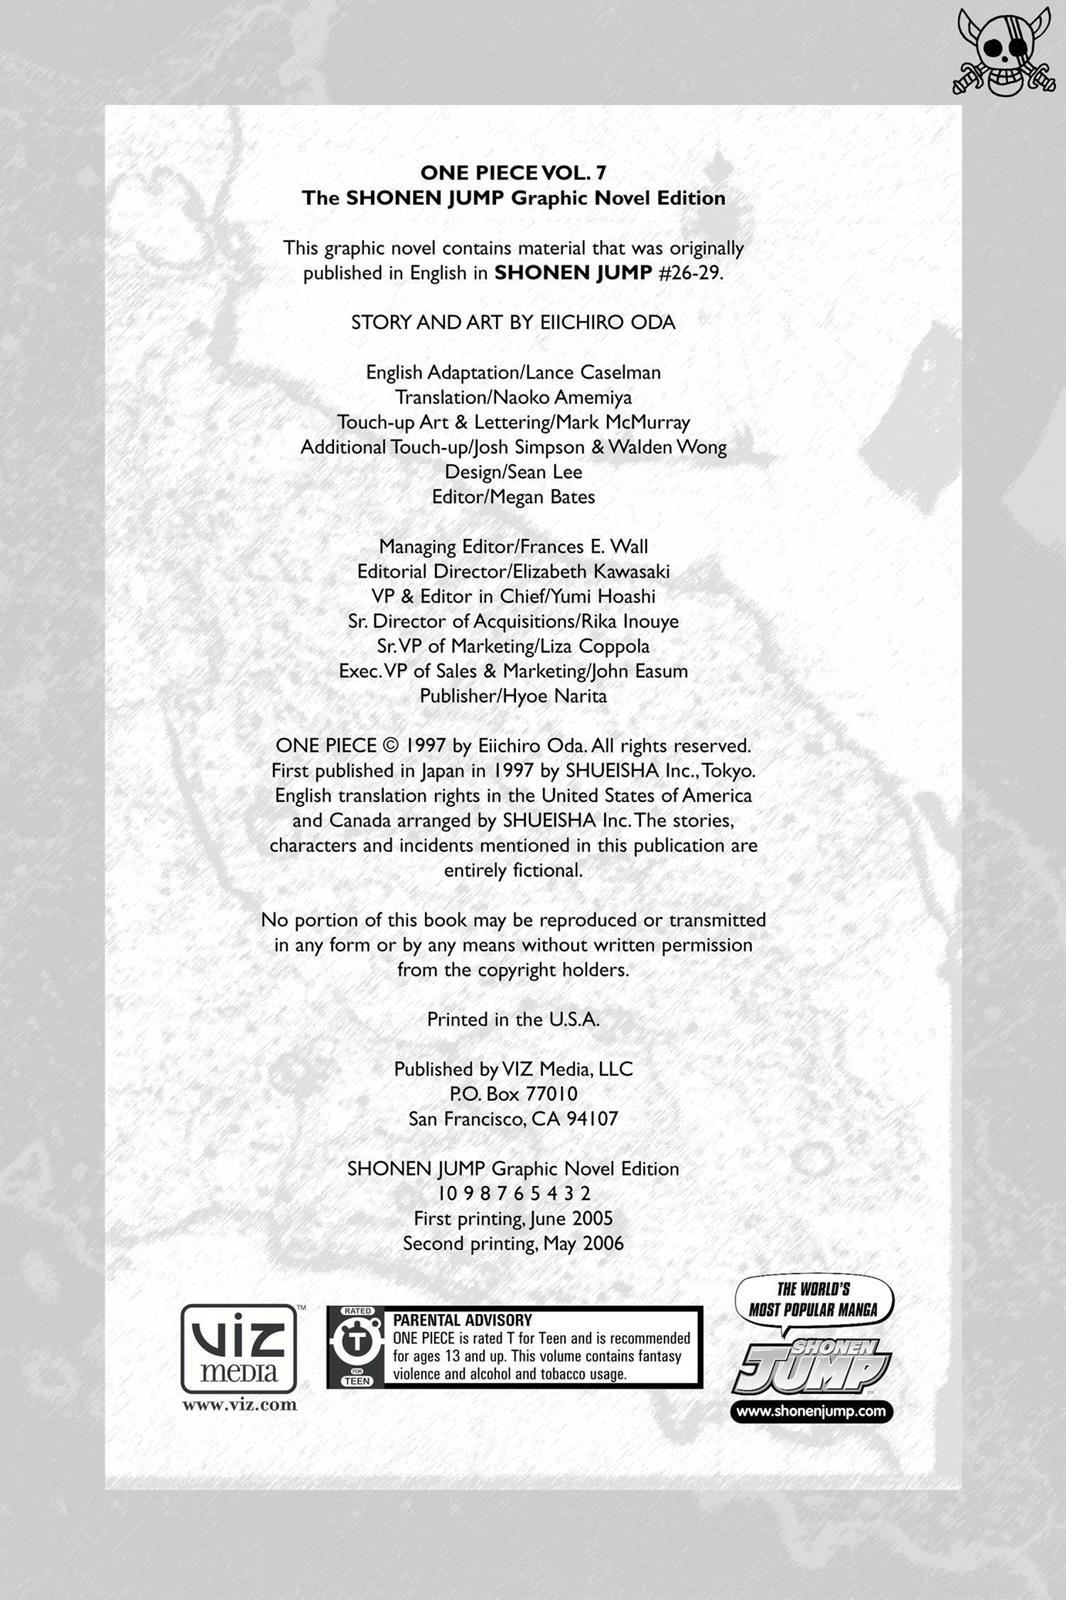 ONE PIECE VOL. 7
The SHONEN JUMP Graphic Novel Edition
This graphic novel contains material that was originally
published in English in SHONEN JUMP #26-29.
STORY AND ART BY EIICHIRO ODA
English Adaptation/Lance Caselman
Translation/Naoko Amemiya
Touch-up Art & Lettering/Mark McMurray
Additional Touch-up/Josh Simpson & Walden Wong
Design/Sean Lee
Editor/Megan Bates
Managing Editor/Frances E. Wall
Editorial Director/Elizabeth Kawasaki
VP & Editor in Chief/Yumi Hoashi
Sr. Director of Acquisitions/Rika Inouye
Sr. VP of Marketing/Liza Coppola
Exec. VP of Sales & Marketing/John Easum
Publisher/Hyoe Narita
ONE PIECE © 1997 by Eiichiro Oda. All rights reserved.
First published in Japan in 1997 by SHUEISHA Inc., Tokyo.
English translation rights in the United States of America
and Canada arranged by SHUEISHA Inc. The stories,
characters and incidents mentioned in this publication are
entirely fictional.
No portion of this book may be reproduced or transmitted
in any form or by any means without written permission
from the copyright holders.
Printed in the U.S.A.
Published by VIZ Media, LLC
P.O. Box 77010
San Francisco, CA 94107
SHONEN JUMP Graphic Novel Edition
10 9 8 7 6 5 4 3 2
First printing, June 2005
Second printing, May 2006
VIZ
MEDIA
™
www.viz.com
RATED
T
FOR
TEEN
PARENTAL ADVISORY
ONE PIECE is rated T for Teen and is recommended
for ages 13 and up. This volume contains fantasy
violence and alcohol and tobacco usage.
THE WORLD'S
MOST POPULAR MANGA
SHONEN
JUMP
™
www.shonenjump.com